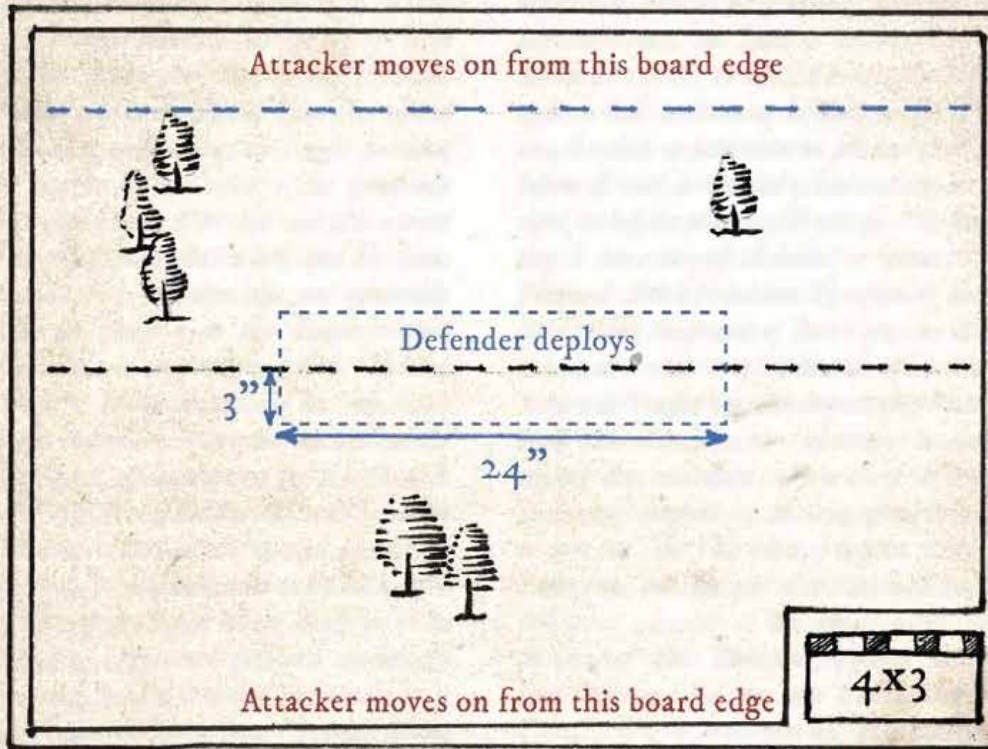 Attacker moves on from this board edge
Defender deploys
3”
24”
Attacker moves on from this board edge
4x3